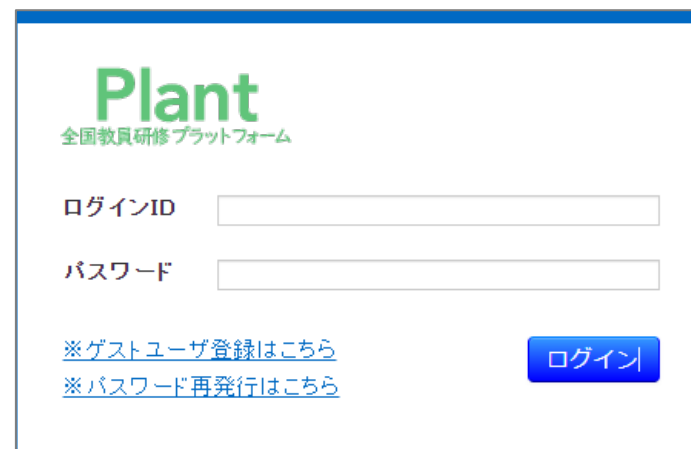 Plant
全国教員研修プラットフォーム
ログインID
パスワード
※ゲストユーザ登録はこちら
※パスワード再発行はこちら
ログイン